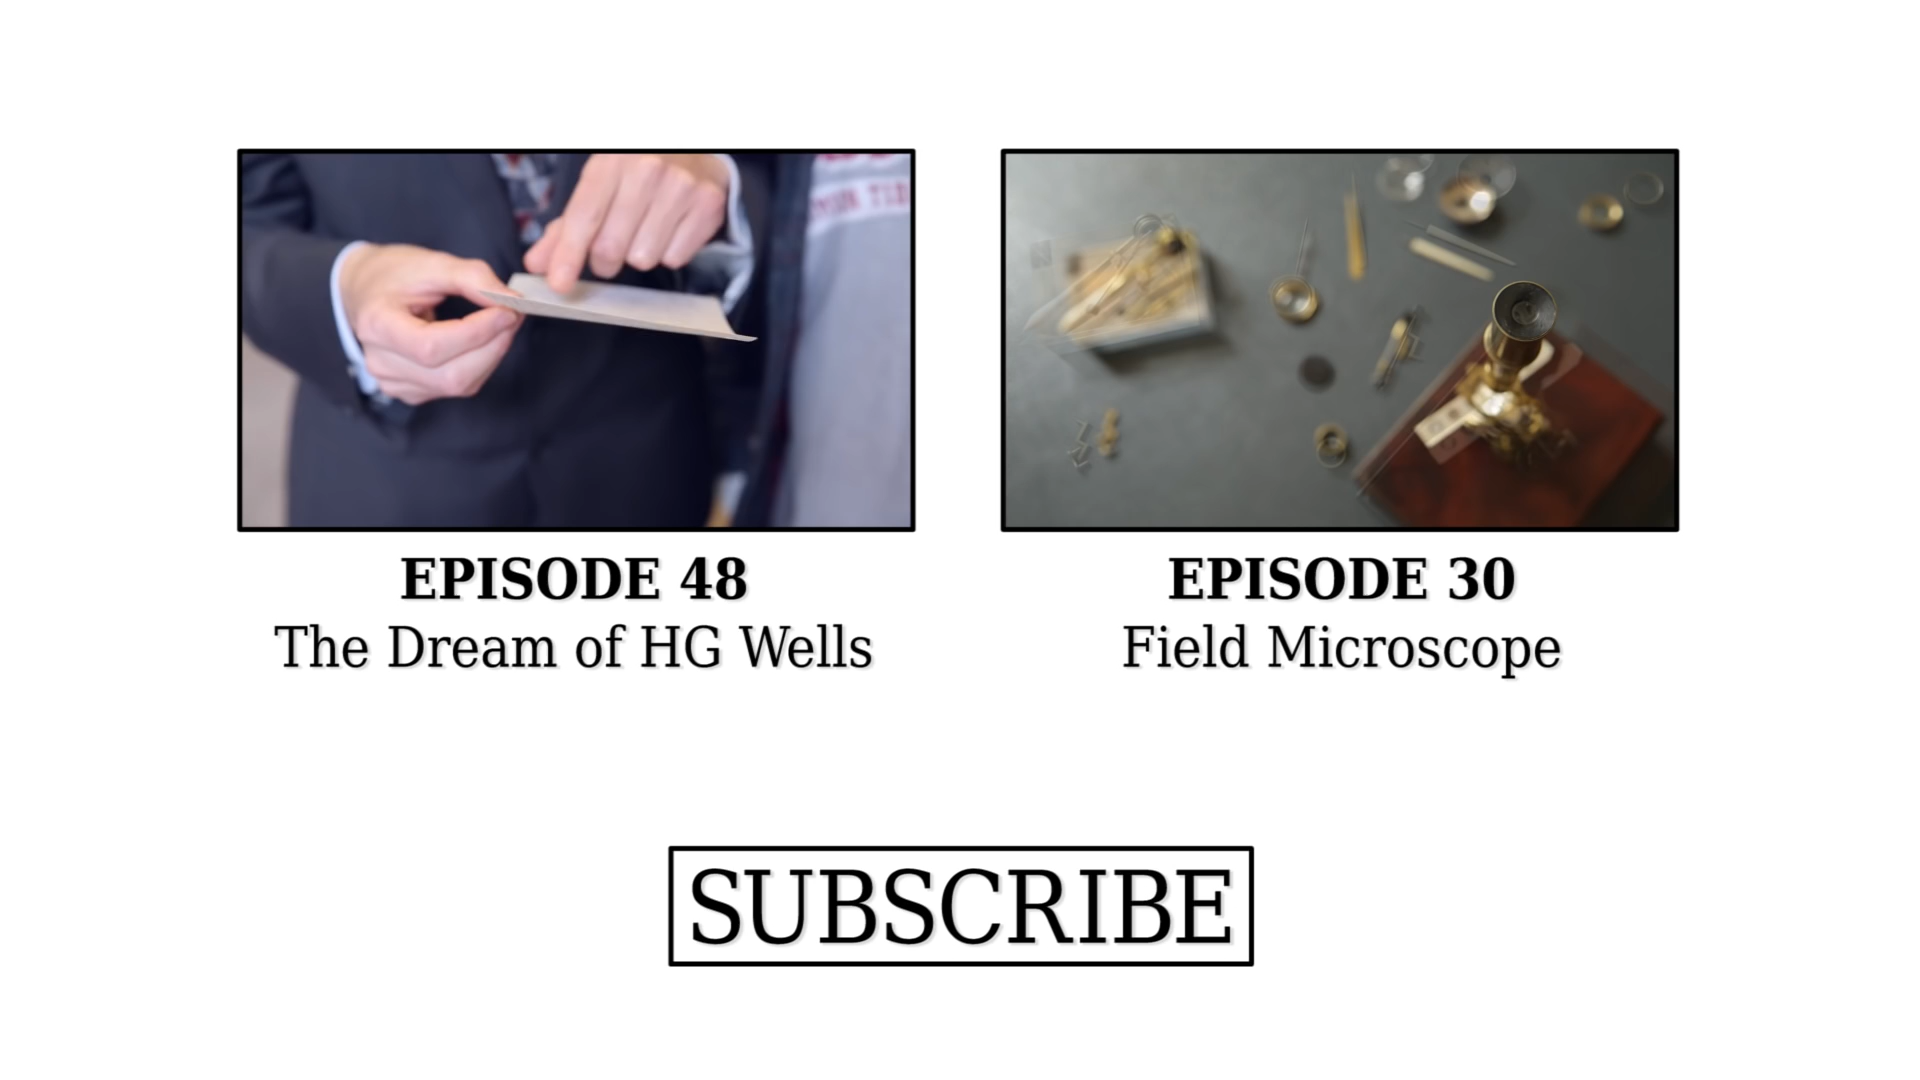 EPISODE 48
The Dream of HG Wells
EPISODE 30
Field Microscope
SUBSCRIBE